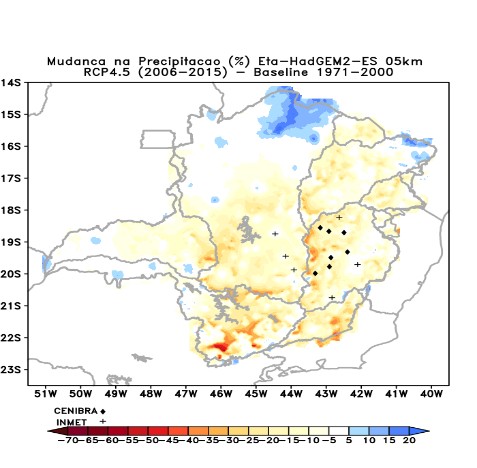 Mudanca na Precipitacao (%) Eta-HadGEM2-ES 05km
RCP4.5 (2006-2015) - Baseline 1971-2000
14S
15S
16S
17S
18S
19S
20S
21S
22S
23S
51W 50W 49W 48W 47W 46W 45W 44W 43W 42W 41W 40W
CENIBRA
INMET
-70 -65 -60 -55 -50 -45 -40 -35 -30 -25 -20 -15 -10 -5 5 10 15 20